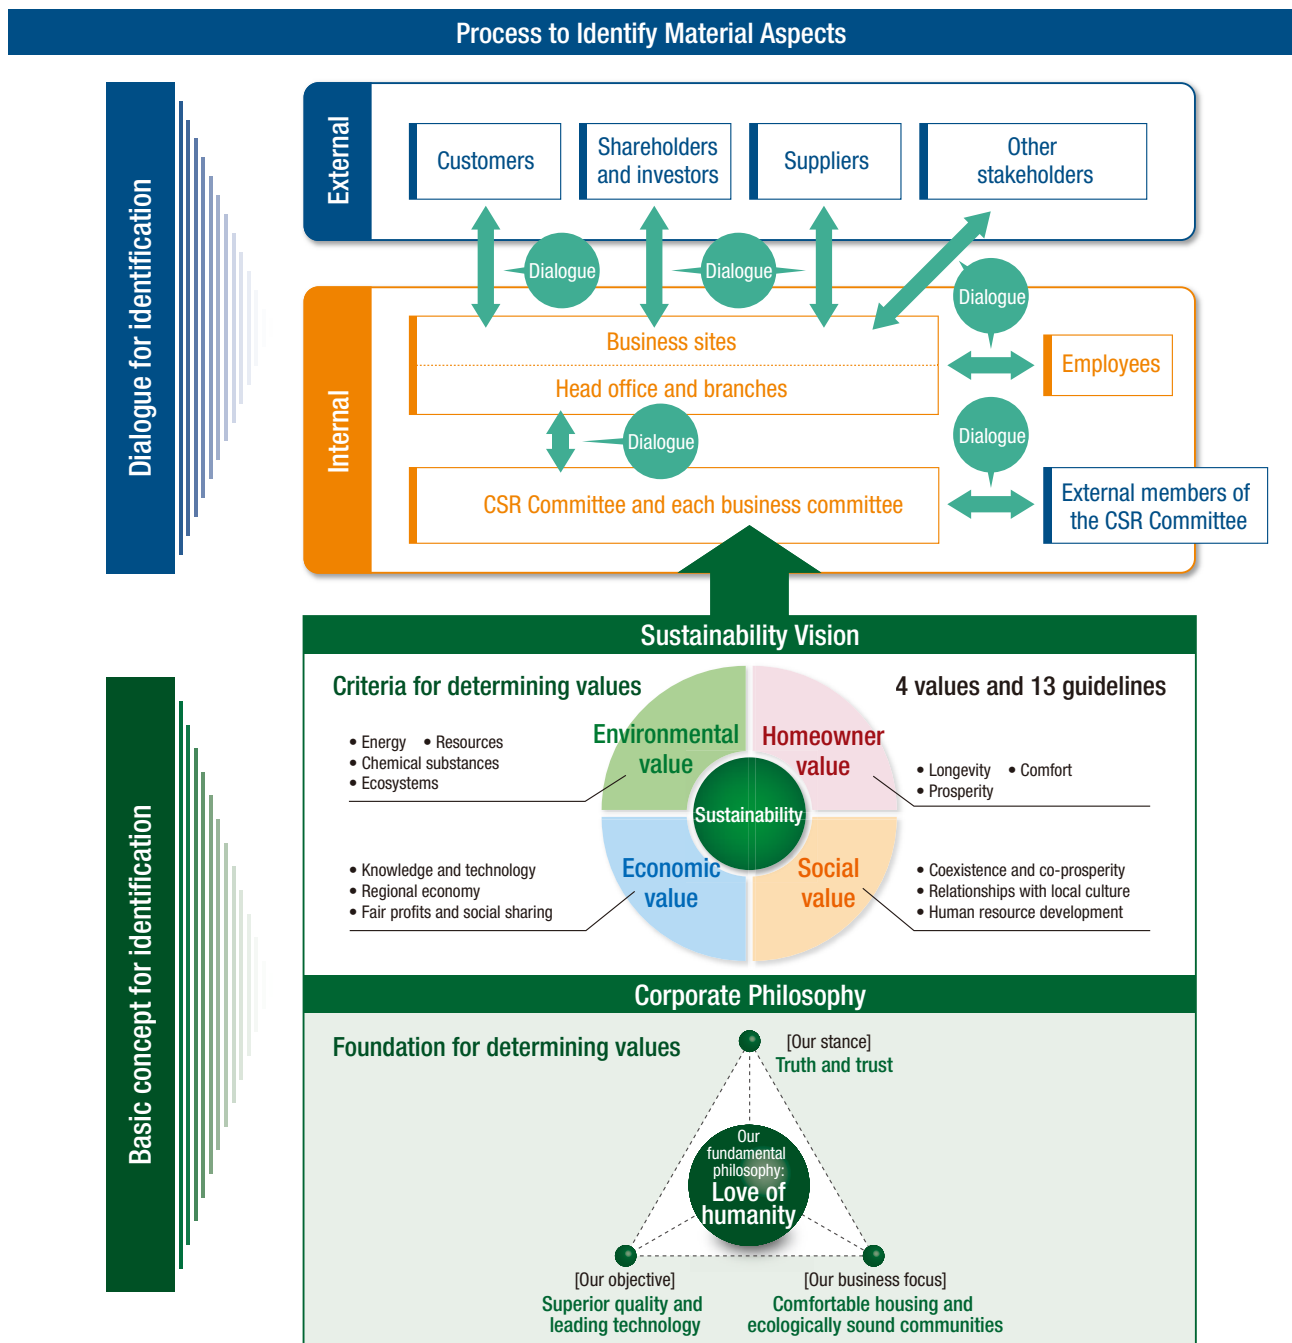 Process to Identify Material Aspects
Dialogue for identification
External
Customers
Shareholders
and investors
Suppliers
Other
stakeholders
Dialogue
Dialogue
Dialogue
Internal
Business sites
Head office and branches
Employees
Dialogue
Dialogue
CSR Committee and each business committee
External members of
the CSR Committee
Basic concept for identification
Sustainability Vision
Criteria for determining values
4 values and 13 guidelines
Environmental
value
• Energy • Resources
• Chemical substances
• Ecosystems
Homeowner
value
• Longevity • Comfort
• Prosperity
Sustainability
Economic
value
• Knowledge and technology
• Regional economy
• Fair profits and social sharing
Social
value
• Coexistence and co-prosperity
• Relationships with local culture
• Human resource development
Corporate Philosophy
Foundation for determining values
[Our stance]
Truth and trust
Our
fundamental
philosophy:
Love of
humanity
[Our objective]
Superior quality and
leading technology
[Our business focus]
Comfortable housing and
ecologically sound communities